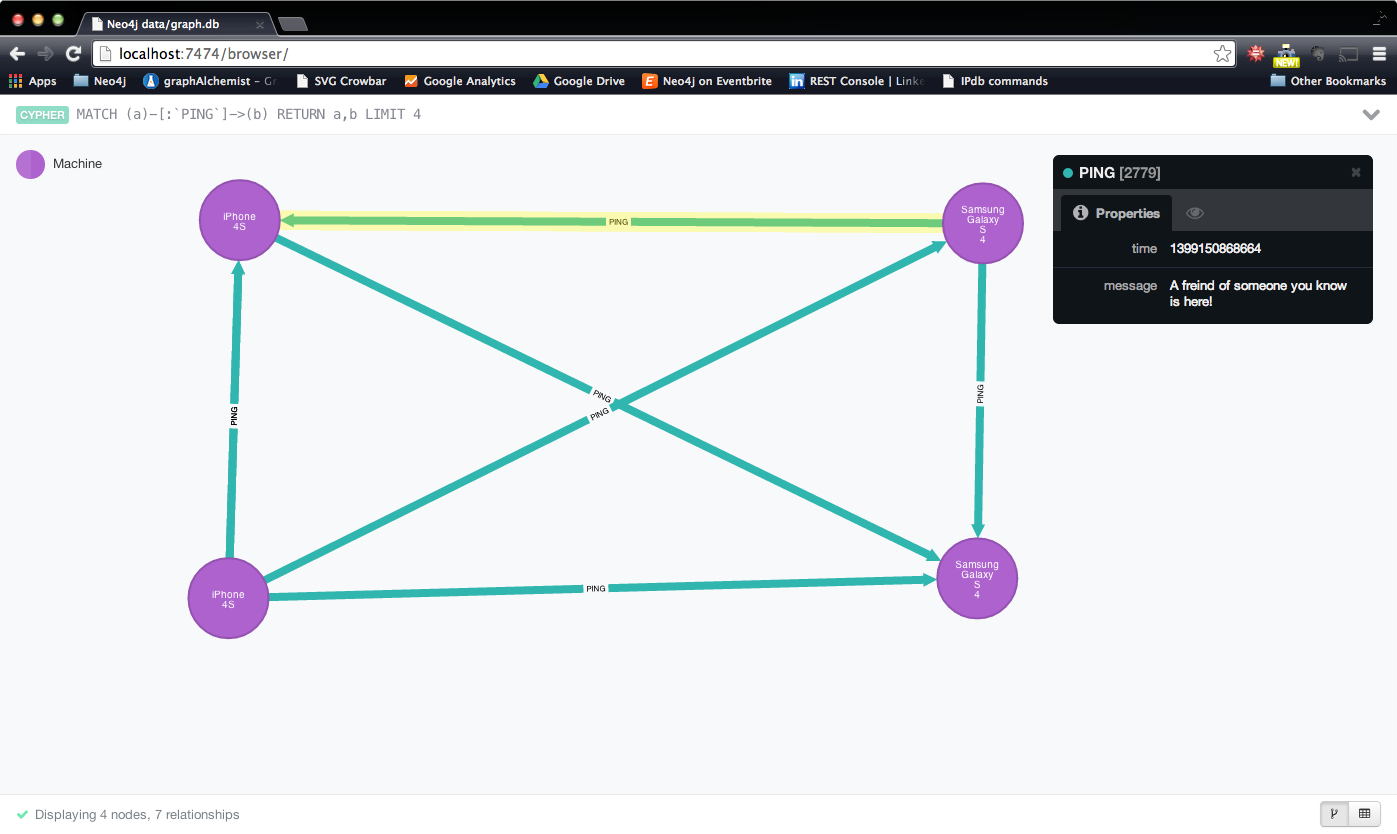 Neo4j data/graph.db
localhost:7474/browser/
NEW!
Apps Neo4j graphAlchemist – Gr SVG Crowbar Google Analytics Google Drive Neo4j on Eventbrite REST Console | Linke IPdb commands Other Bookmarks
CYPHER MATCH (a)-[:`PING`]->(b) RETURN a,b LIMIT 4
Machine
iPhone
4S
PING
Samsung
Galaxy
S
4
PING [2779]
Properties
time 1399150868664
message A freind of someone you know
is here!
PING
PING
PING
PING
iPhone
4S
PING
Samsung
Galaxy
S
4
Displaying 4 nodes, 7 relationships